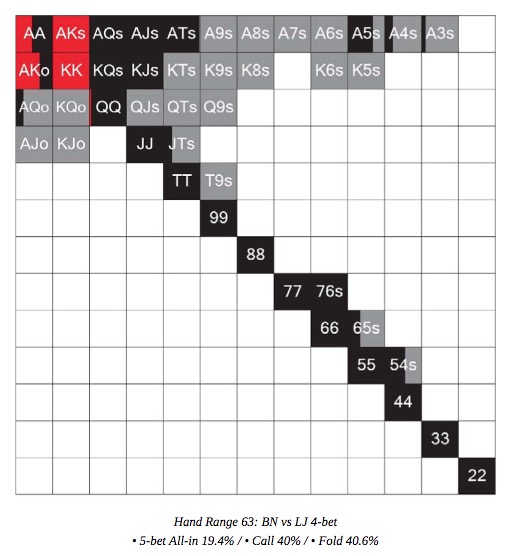 AA AKs AQs AJs ATs A9s A8s A7s A6s A5s A4s A3s
AKo KK KQs KJs KTs K9s K8s K6s K5s
AQo KQo QQ QJs QTs Q9s
AJo KJo JJ JTs
TT T9s
99
88
77 76s
66 65s
55 54s
44
33
22
Hand Range 63: BN vs LJ 4-bet
• 5-bet All-in 19.4% / • Call 40% / • Fold 40.6%